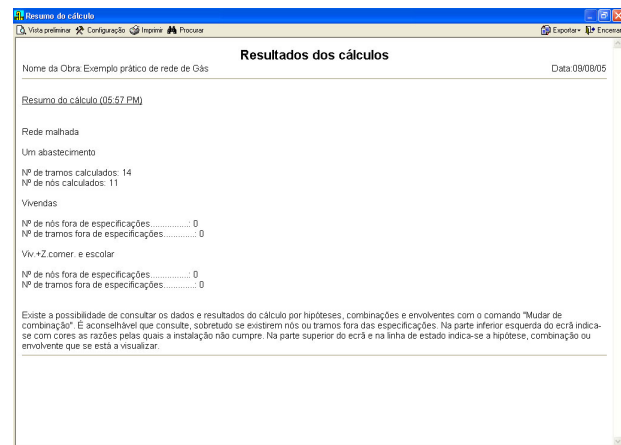 Resumo do cálculo
Vista preliminar Configuração Imprimir Procurar Exportar Encerrar
Resultados dos cálculos
Nome da Obra: Exemplo prático de rede de Gás Data:09/08/05
Resumo do cálculo (05:57 PM)
Rede malhada
Um abastecimento
Nº de tramos calculados: 14
Nº de nós calculados: 11
Vivendas
Nº de nós fora de especificações...............: 0
Nº de tramos fora de especificações............: 0
Viv.+Z.comer. e escolar
Nº de nós fora de especificações...............: 0
Nº de tramos fora de especificações............: 0
Existe a possibilidade de consultar os dados e resultados do cálculo por hipóteses, combinações e envolventes com o comando "Mudar de
combinação". É aconselhável que consulte, sobretudo se existirem nós ou tramos fora das especificações. Na parte inferior esquerda do ecrã indica-
se com cores as razões pelas quais a instalação não cumpre. Na parte superior do ecrã e na linha de estado indica-se a hipótese, combinação ou
envolvente que se está a visualizar.